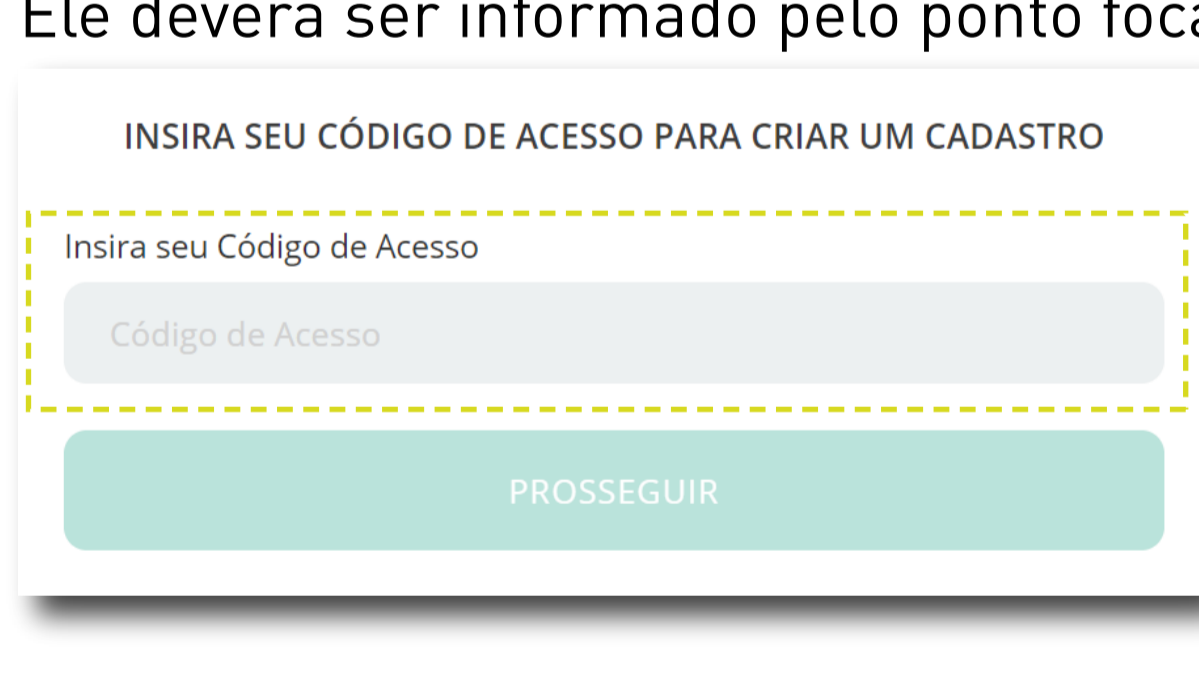 Ele deverá ser informado pelo ponto
INSIRA SEU CÓDIGO DE ACESSO PARA CRIAR UM CADASTRO
Insira seu Código de Acesso
Código de Acesso
PROSSEGUIR